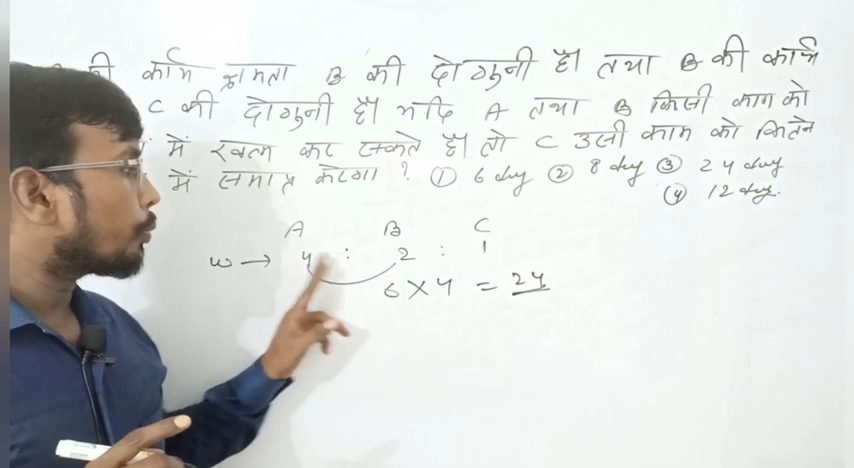 की कार्य क्षमता B की दोगुनी है। तथा B की कार्य
C की दोगुनी है। यदि A तथा B किसी काम को
में खत्म कर सकते है। तो C उसी काम को कितने
में समाप्त करेगा ? ① 6 day ② 8 day ③ 24 day
④ 12 day.
A B C
w → 4 : 2 : 1
6 × 4 = 24